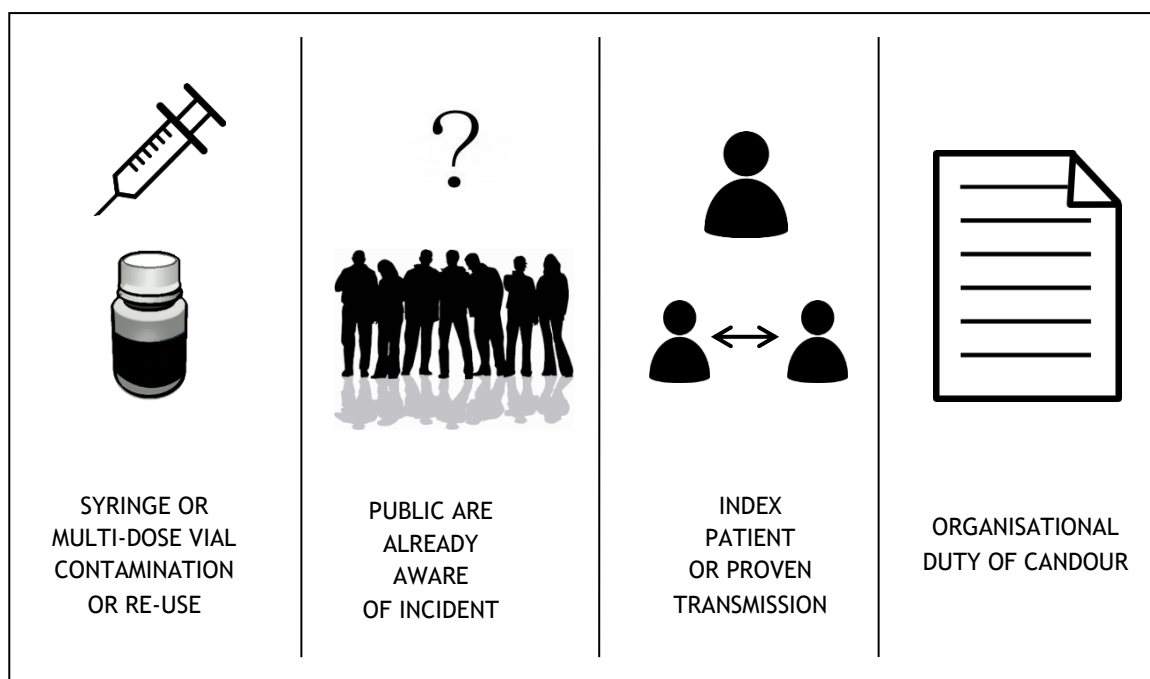 ?
SYRINGE OR
MULTI-DOSE VIAL
CONTAMINATION
OR RE-USE
PUBLIC ARE
ALREADY
AWARE
OF INCIDENT
INDEX
PATIENT
OR PROVEN
TRANSMISSION
ORGANISATIONAL
DUTY OF CANDOUR